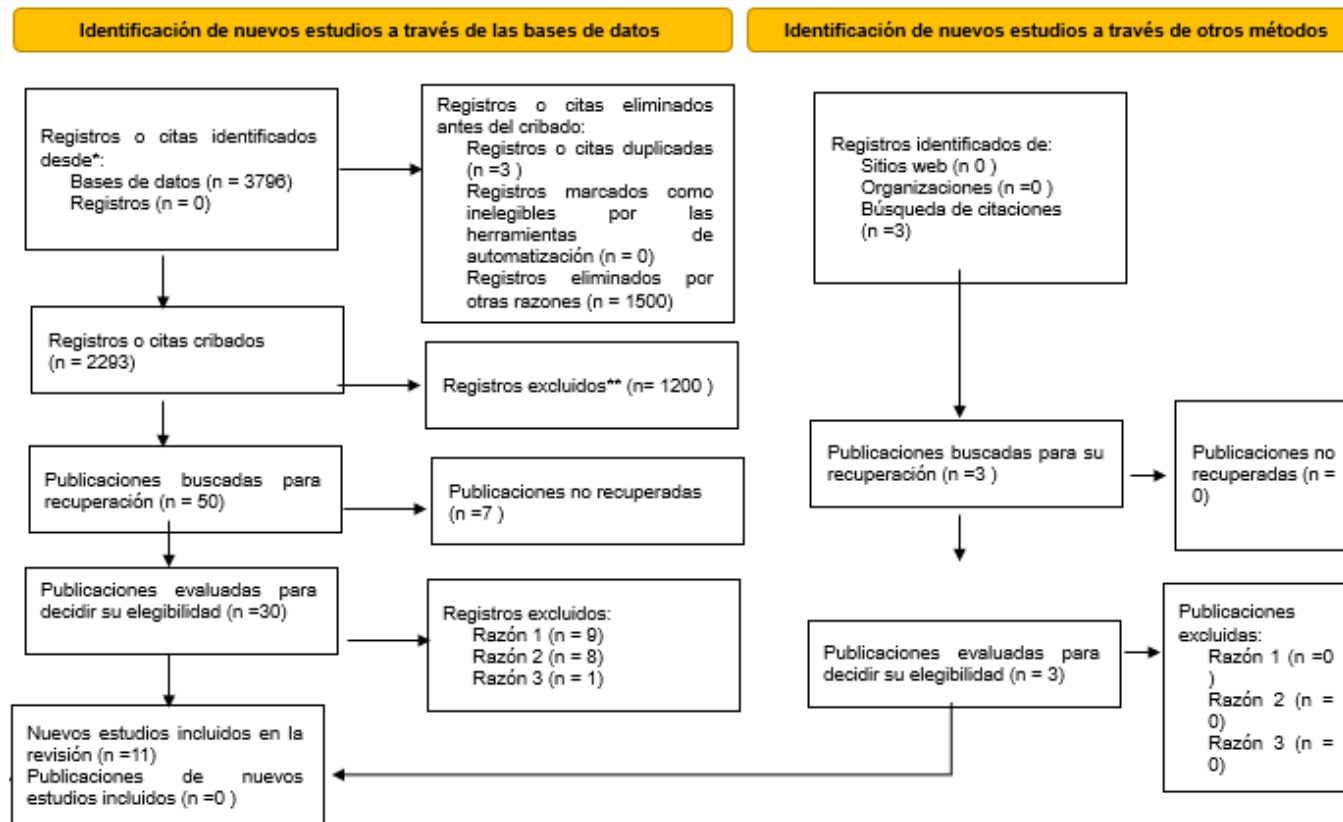 Identificación de nuevos estudios a través de las bases de datos
Identificación de nuevos estudios a través de otros métodos
Registros o citas identificados
desde*:
Bases de datos (n = 3796)
Registros (n = 0)
Registros o citas eliminados
antes del cribado:
Registros o citas duplicadas
(n =3 )
Registros marcados como
inelegibles por las
herramientas de
automatización (n = 0)
Registros eliminados por
otras razones (n = 1500)
Registros identificados de:
Sitios web (n 0 )
Organizaciones (n =0 )
Búsqueda de citaciones
(n =3)
Registros o citas cribados
(n = 2293)
Registros excluidos** (n= 1200 )
Publicaciones buscadas para
recuperación (n = 50)
Publicaciones no recuperadas
(n =7 )
Publicaciones buscadas para su
recuperación (n =3 )
Publicaciones no
recuperadas (n =
0)
Publicaciones evaluadas para
decidir su elegibilidad (n =30)
Registros excluidos:
Razón 1 (n = 9)
Razón 2 (n = 8)
Razón 3 (n = 1)
Publicaciones evaluadas para
decidir su elegibilidad (n = 3)
Publicaciones
excluidas:
Razón 1 (n =0
)
Razón 2 (n =
0)
Razón 3 (n =
0)
Nuevos estudios incluidos en la
revisión (n =11)
Publicaciones de nuevos
estudios incluidos (n =0 )